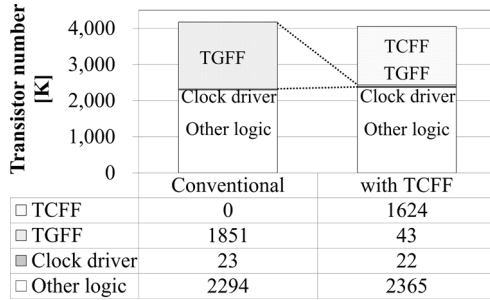 Transistor number
[K]
4,000
3,000
2,000
1,000
0
TGFF
Clock driver
Other logic
TCFF
TGFF
Clock driver
Other logic
Conventional with TCFF
TCFF 0 1624
TGFF 1851 43
Clock driver 23 22
Other logic 2294 2365